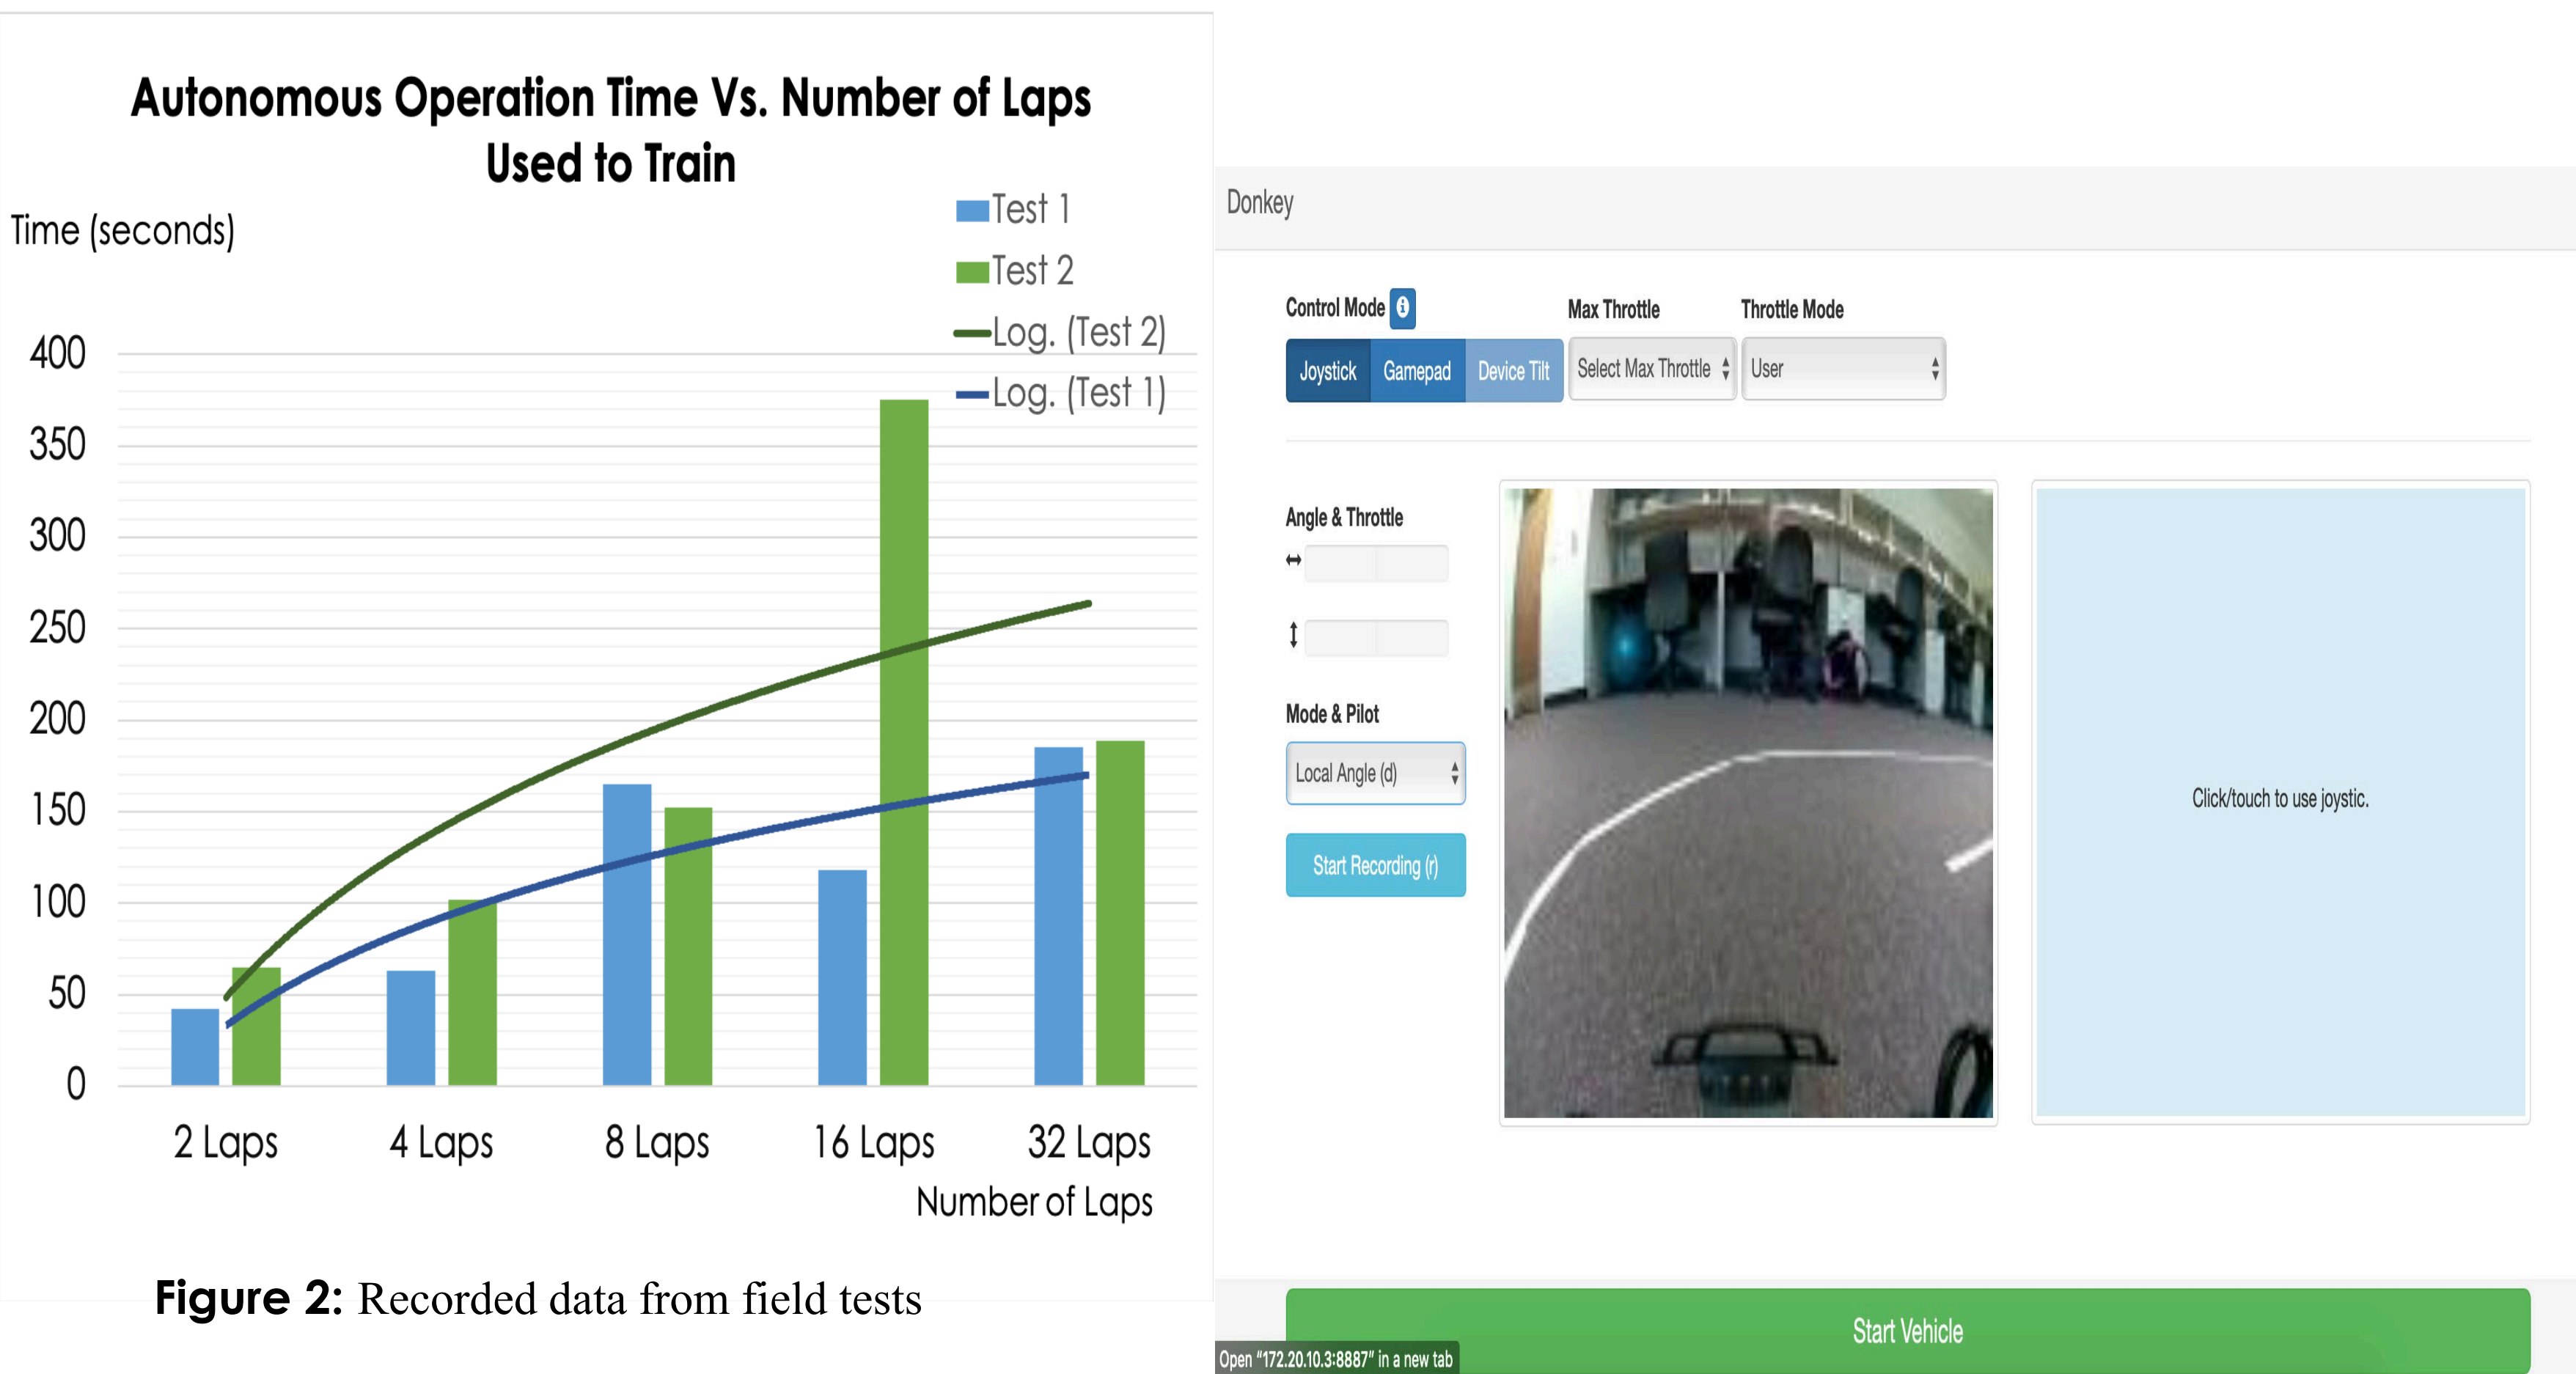 Autonomous Operation Time Vs. Number of Laps
Used to Train
Time (seconds)
Test 1
Test 2
Log. (Test 2)
Log. (Test 1)
400
350
300
250
200
150
100
50
0
2 Laps
4 Laps
8 Laps
16 Laps
32 Laps
Number of Laps
Figure 2: Recorded data from field tests
Donkey
Control Mode
Max Throttle
Throttle Mode
Joystick
Gamepad
Device Tilt
Select Max Throttle
User
Angle & Throttle
Mode & Pilot
Local Angle (d)
Start Recording (r)
Click/touch to use joystic.
Start Vehicle
Open "172.20.10.3:8887" in a new tab